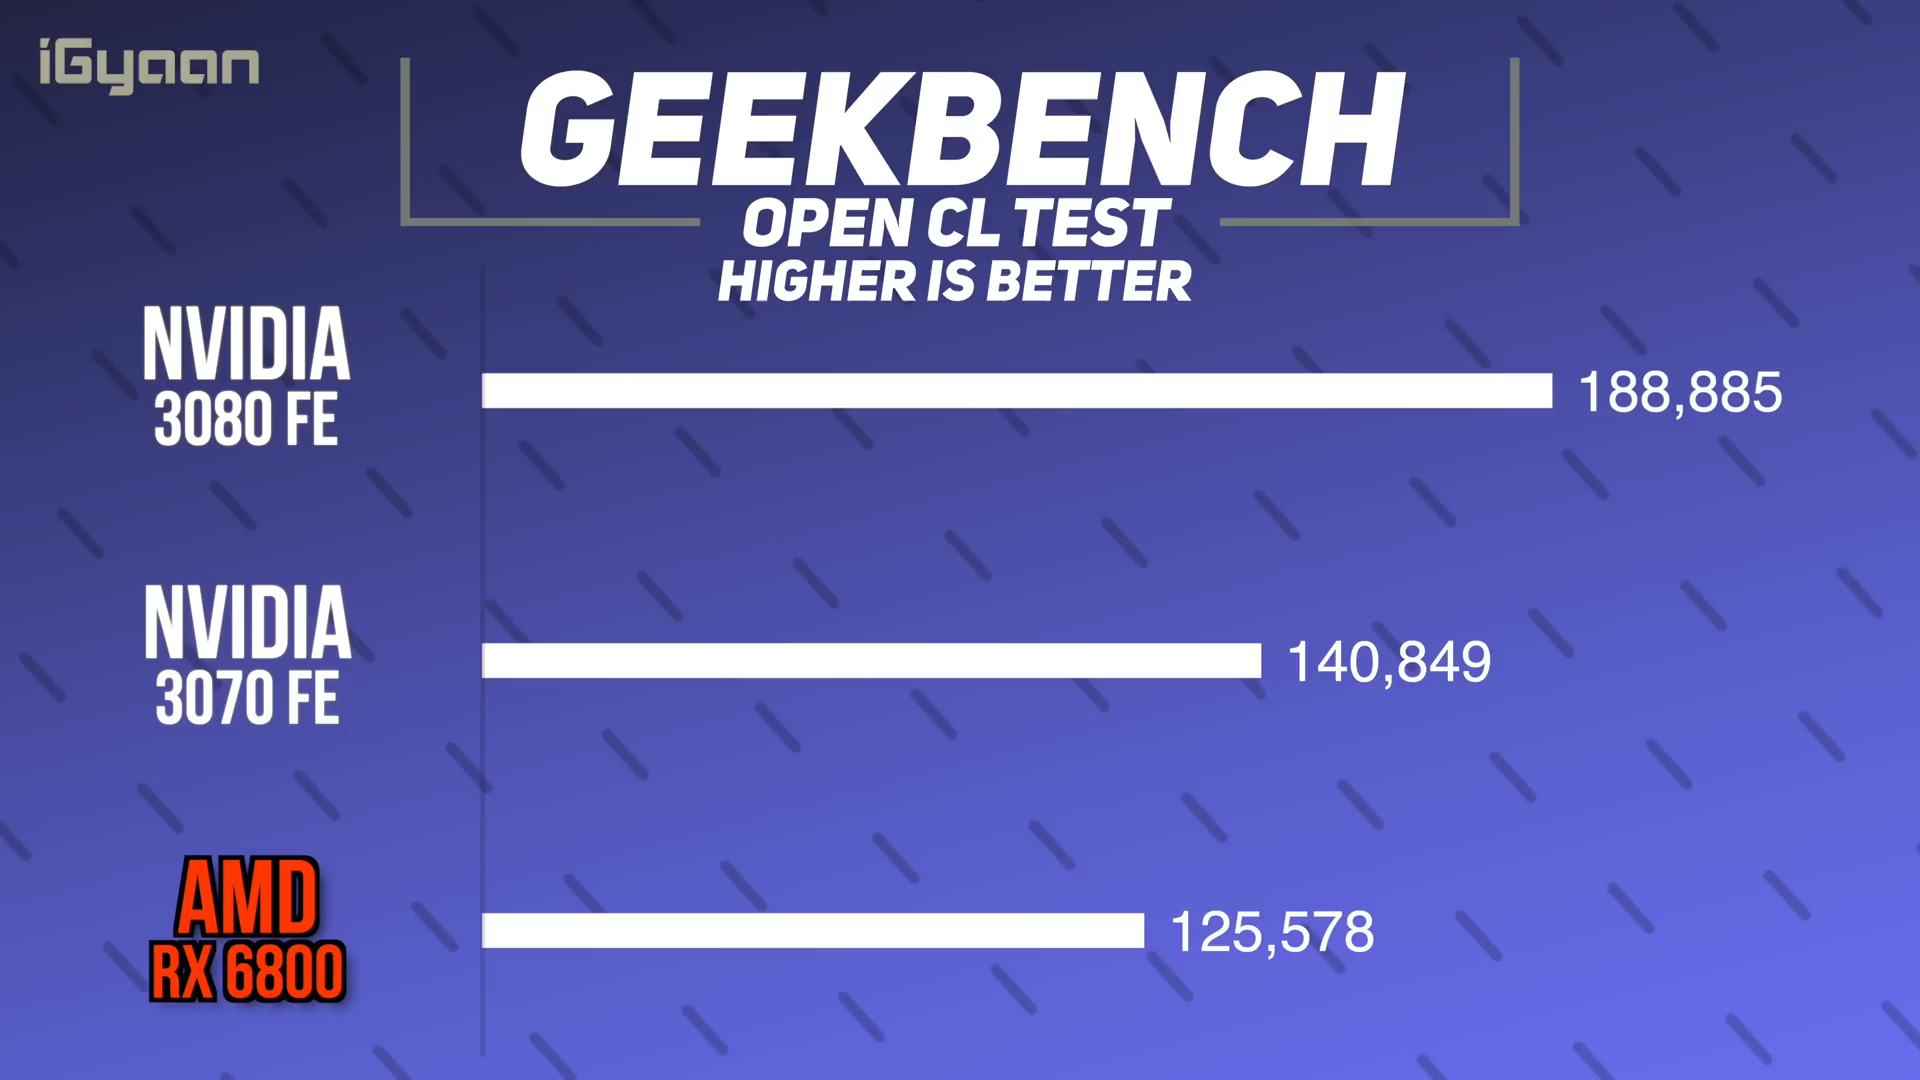 iGyaan
GEEKBENCH
OPEN CL TEST
HIGHER IS BETTER
NVIDIA
3080 FE
188,885
NVIDIA
3070 FE
140,849
AMD
RX 6800
125,578